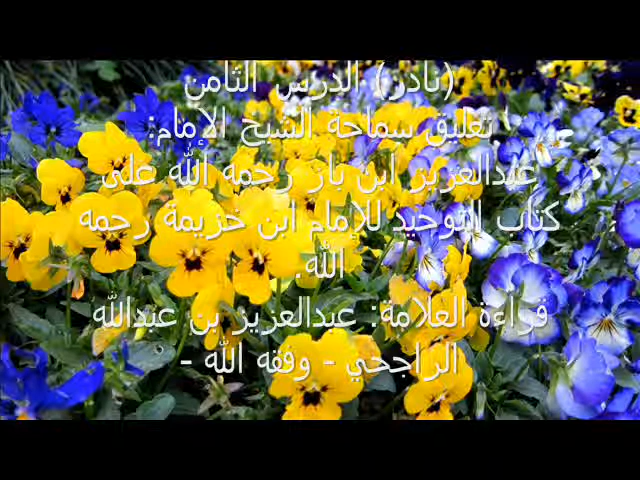 (نادر) الدرس الثامن
تعليق سماحة الشيخ الإمام:
عبدالعزيز ابن باز رحمه الله على
كتاب التوحيد للإمام ابن خزيمة رحمه
الله.
قراءة العلامة: عبدالعزيز بن عبدالله
الراجحي - وفقه الله -